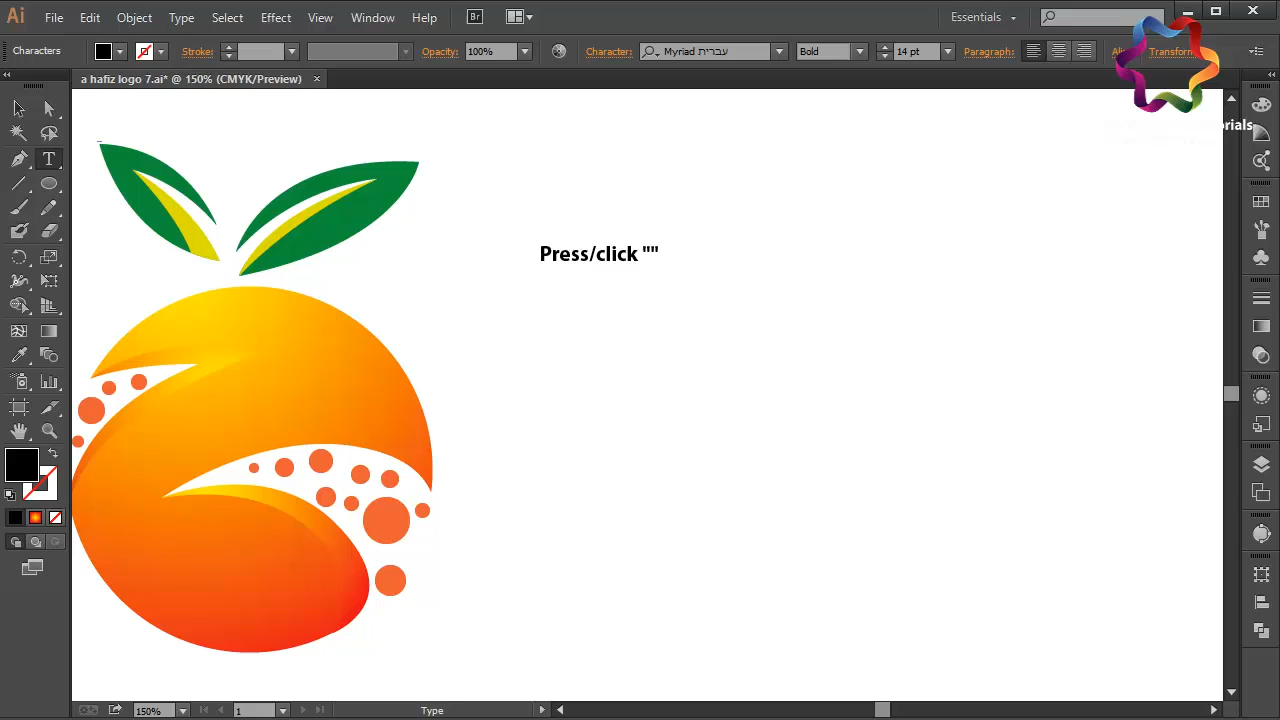 Ai File Edit Object Type Select Effect View Window Help Br Essentials
Characters Stroke: Opacity: 100% Character: Myriad עברית Bold 14 pt Paragraph: Transform
a hafiz logo 7.ai* @ 150% (CMYK/Preview)
Press/click ""
150% 1 Type